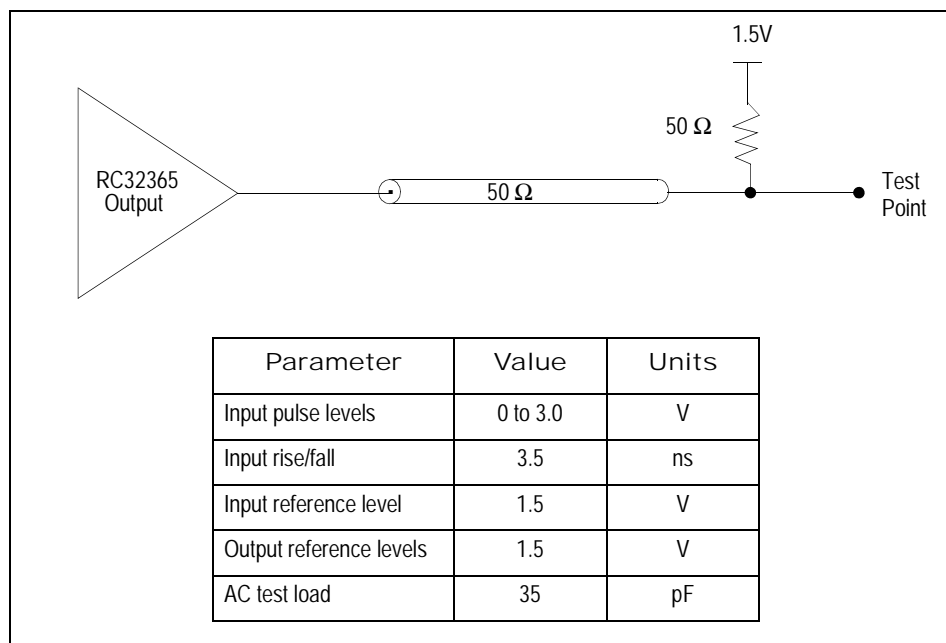 1.5V
50 Ω
RC32365
Output
50 Ω
Test
Point
Parameter Value Units
Input pulse levels 0 to 3.0 V
Input rise/fall 3.5 ns
Input reference level 1.5 V
Output reference levels 1.5 V
AC test load 35 pF